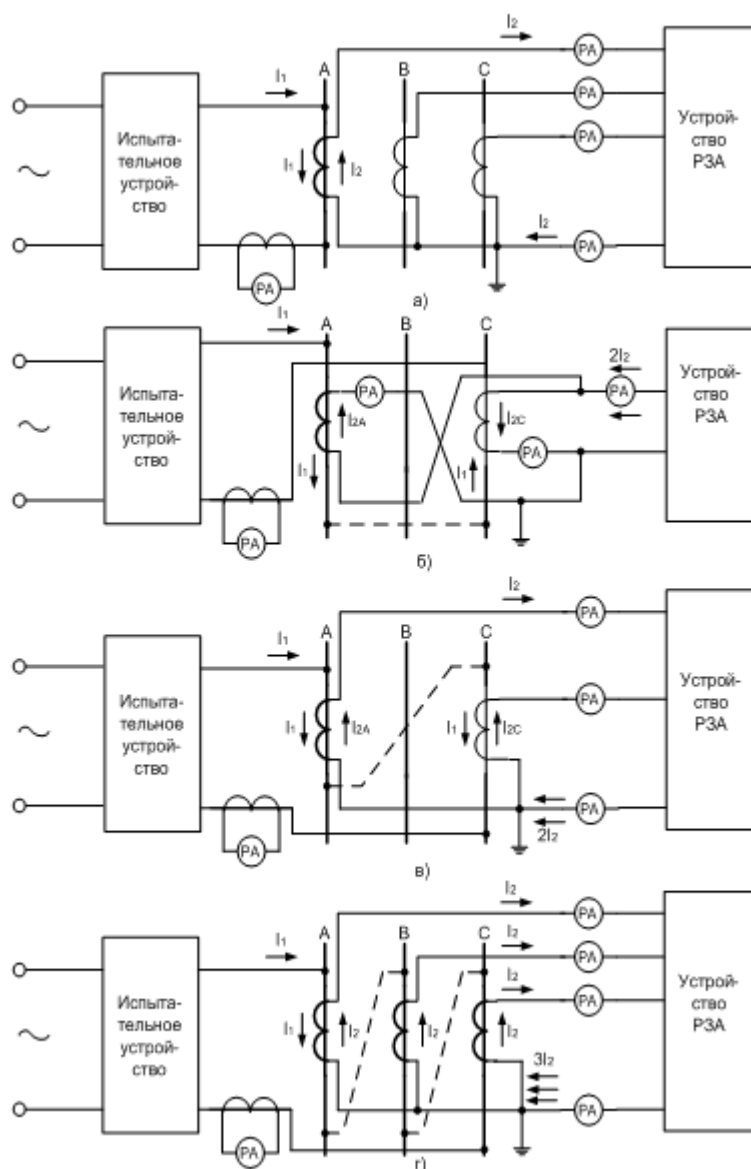 I₂
A B C
I₁
PA
PA
PA
Испыта-
тельное
устрой-
ство
I₁ I₂
Устрой-
ство
РЗА
I₂
PA
PA
а)
I₁
A B C
2I₂
PA
PA
Испыта-
тельное
устрой-
ство
I₂A
I₂C
Устрой-
ство
РЗА
I₁
I₁
PA
PA
б)
I₂
PA
I₁
A B C
Испыта-
тельное
устрой-
ство
I₁ I₂A
I₁ I₂C
PA
Устрой-
ство
РЗА
PA
2I₂
PA
в)
I₂
PA
I₁
A B C
I₂
PA
I₂
PA
Испыта-
тельное
устрой-
ство
I₁ I₂ I₂ I₂
Устрой-
ство
РЗА
3I₂
PA
PA
г)